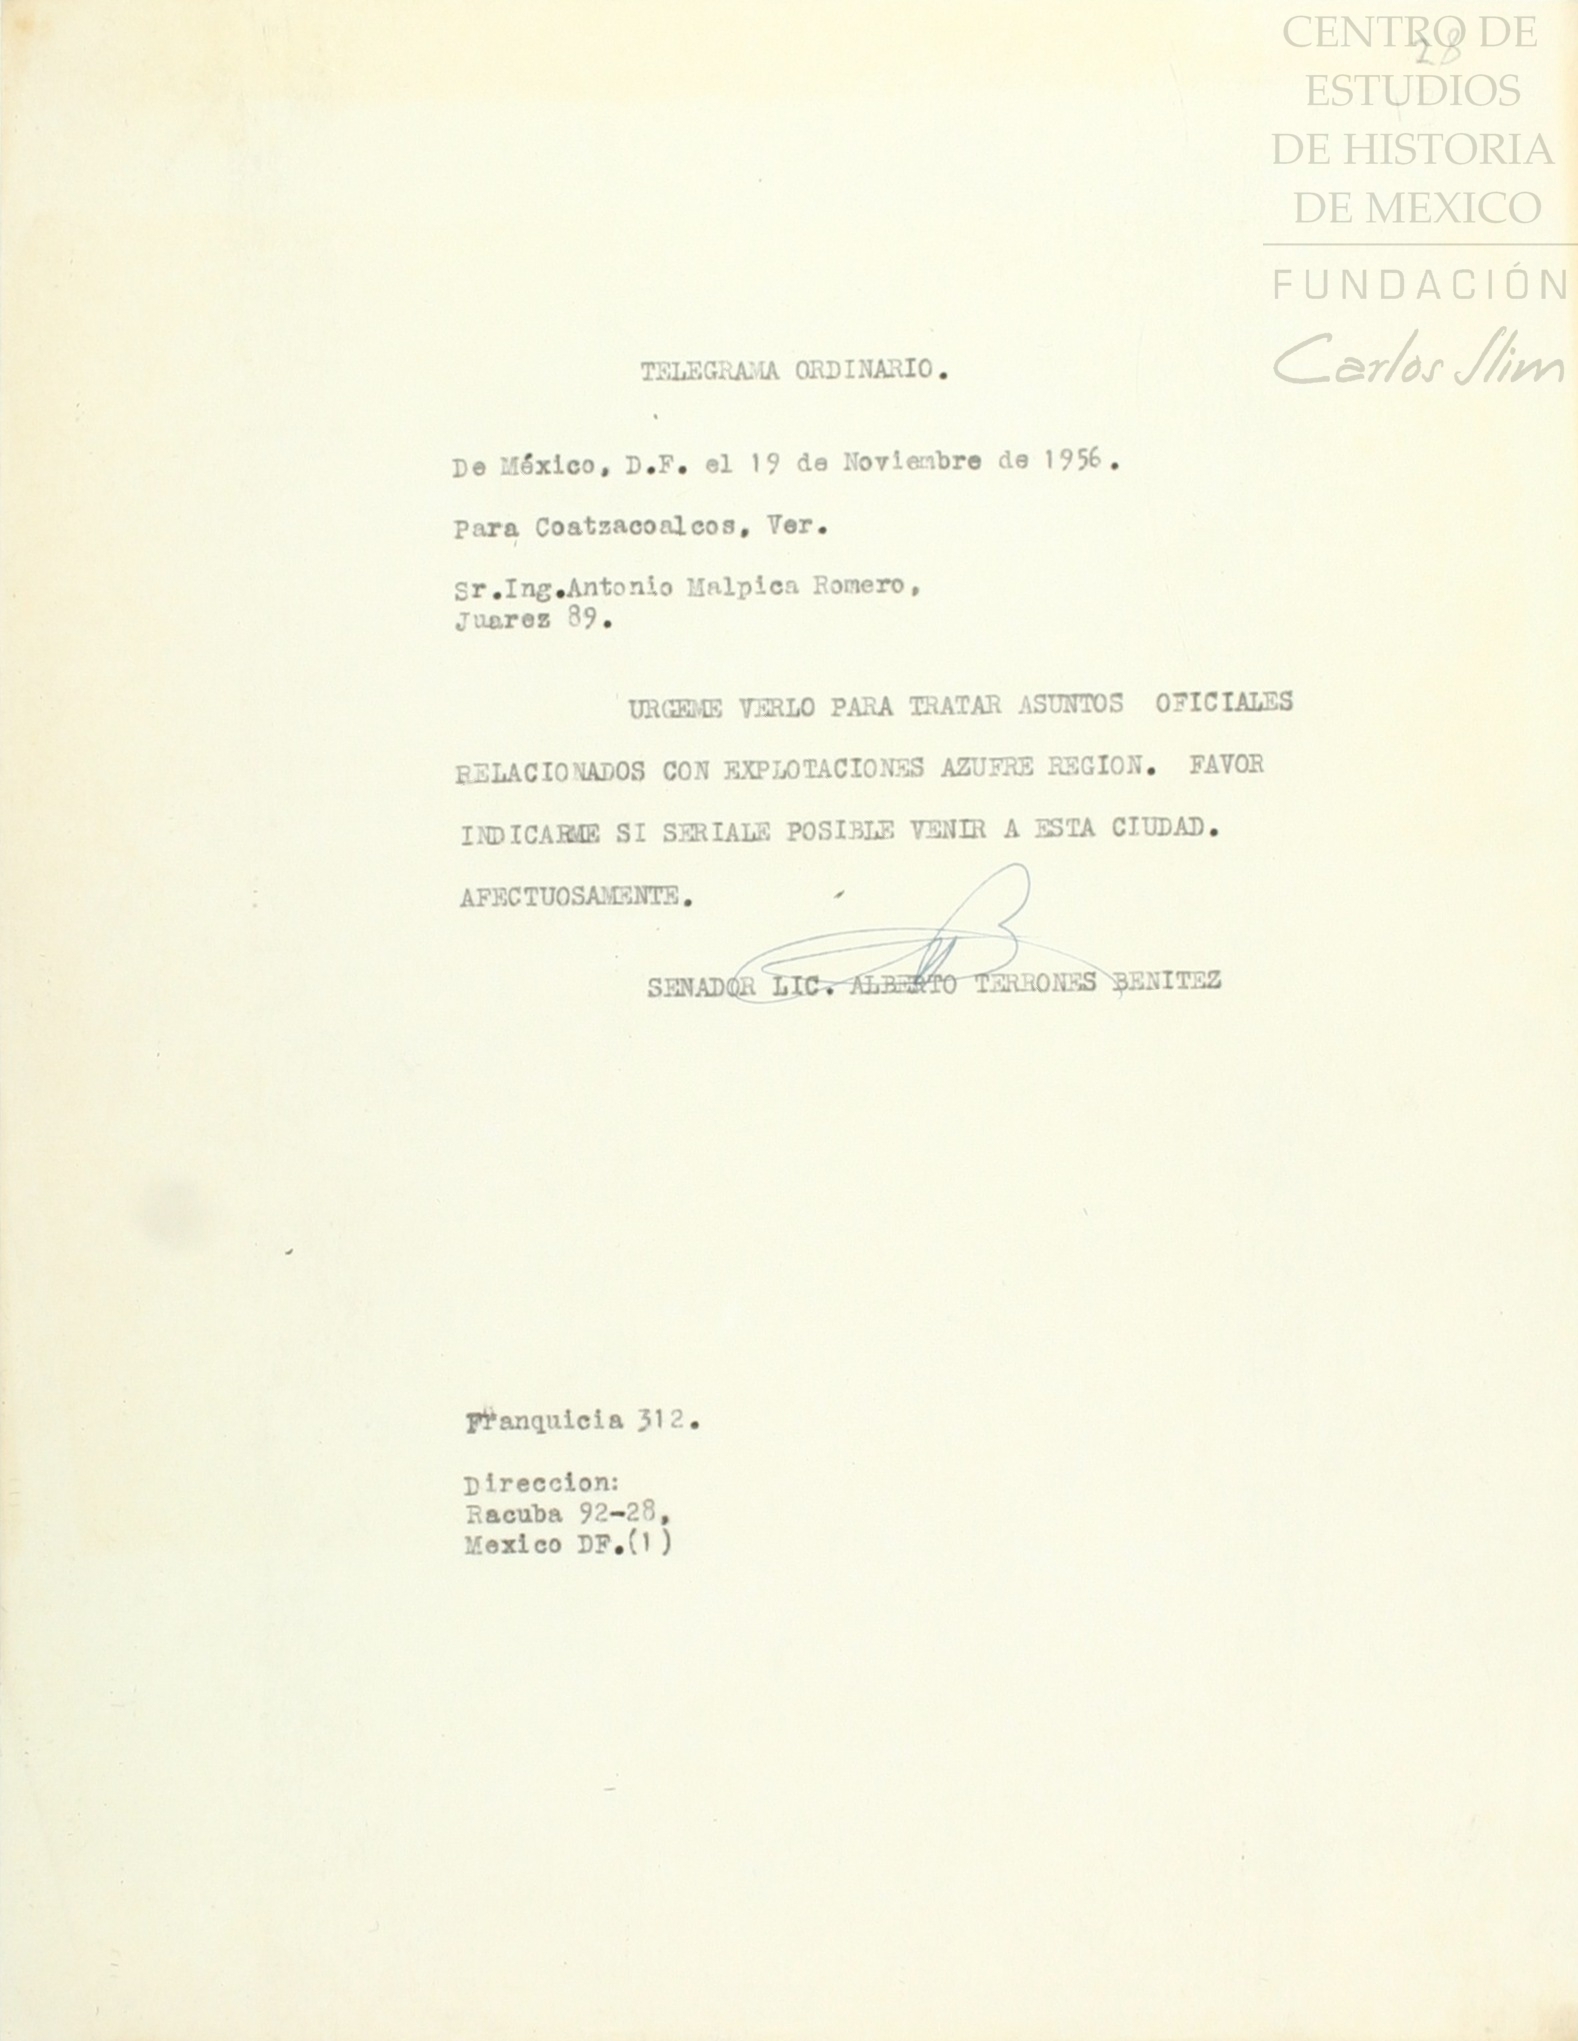 CENTRO DE
ESTUDIOS
DE HISTORIA
DE MEXICO
FUNDACIÓN
Carlos Slim
28
TELEGRAMA ORDINARIO.
De México, D.F. el 19 de Noviembre de 1956.
Para Coatzacoalcos, Ver.
Sr.Ing.Antonio Malpica Romero,
Juarez 89.
URGEME VERLO PARA TRATAR ASUNTOS OFICIALES
RELACIONADOS CON EXPLOTACIONES AZUFRE REGION. FAVOR
INDICARME SI SERIALE POSIBLE VENIR A ESTA CIUDAD.
AFECTUOSAMENTE.
SENADOR LIC. ALBERTO TERRONES BENITEZ
Franquicia 312.
Direccion:
Racuba 92-28,
Mexico DF.(1)